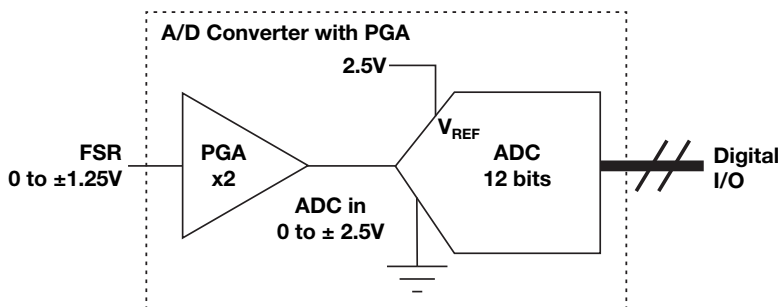 A/D Converter with PGA
2.5V
VREF
FSR
0 to ±1.25V
PGA
x2
ADC in
0 to ± 2.5V
ADC
12 bits
Digital
I/O